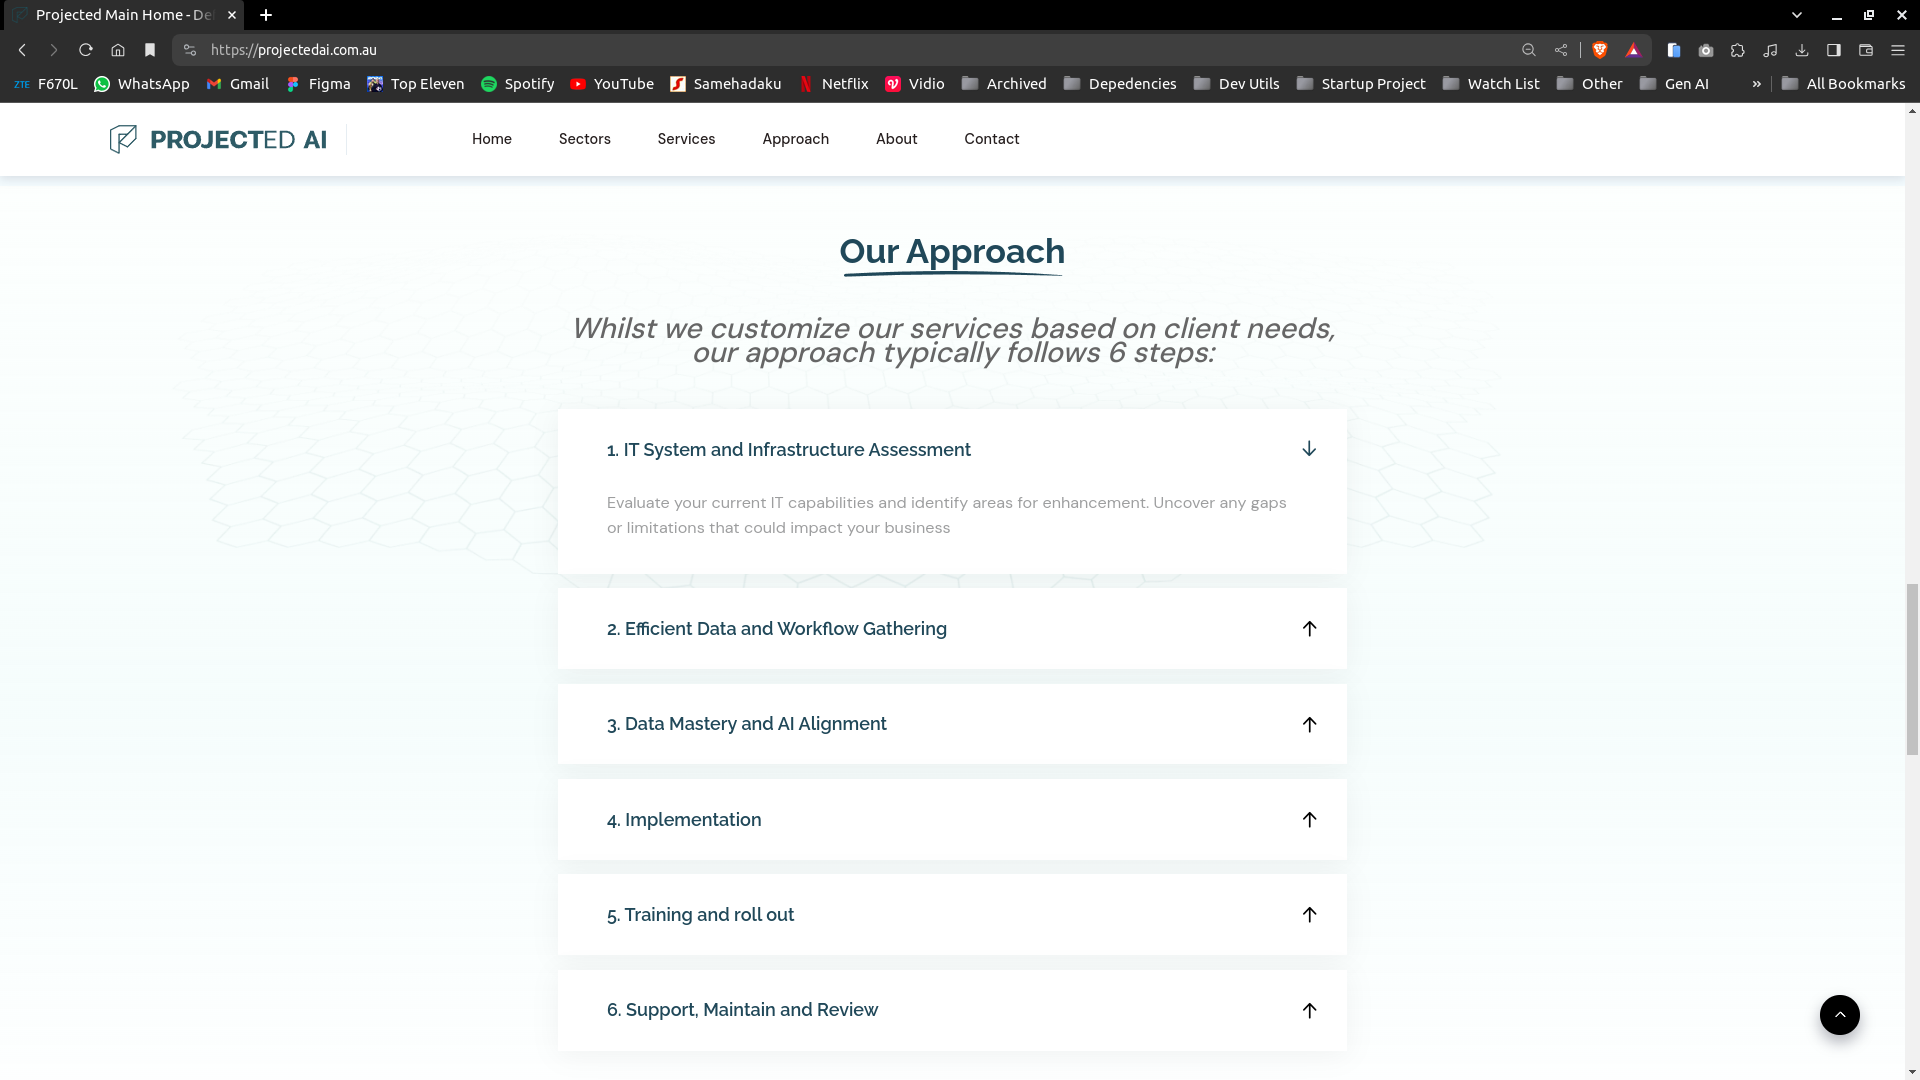 Projected Main Home - De
https://projectedai.com.au
ZTE F670L WhatsApp Gmail Figma Top Eleven Spotify YouTube Samehadaku Netflix Vidio Archived Depedencies Dev Utils Startup Project Watch List Other Gen AI » All Bookmarks
PROJECTED AI Home Sectors Services Approach About Contact
Our Approach
Whilst we customize our services based on client needs,
our approach typically follows 6 steps:
1. IT System and Infrastructure Assessment
Evaluate your current IT capabilities and identify areas for enhancement. Uncover any gaps
or limitations that could impact your business
2. Efficient Data and Workflow Gathering
3. Data Mastery and AI Alignment
4. Implementation
5. Training and roll out
6. Support, Maintain and Review